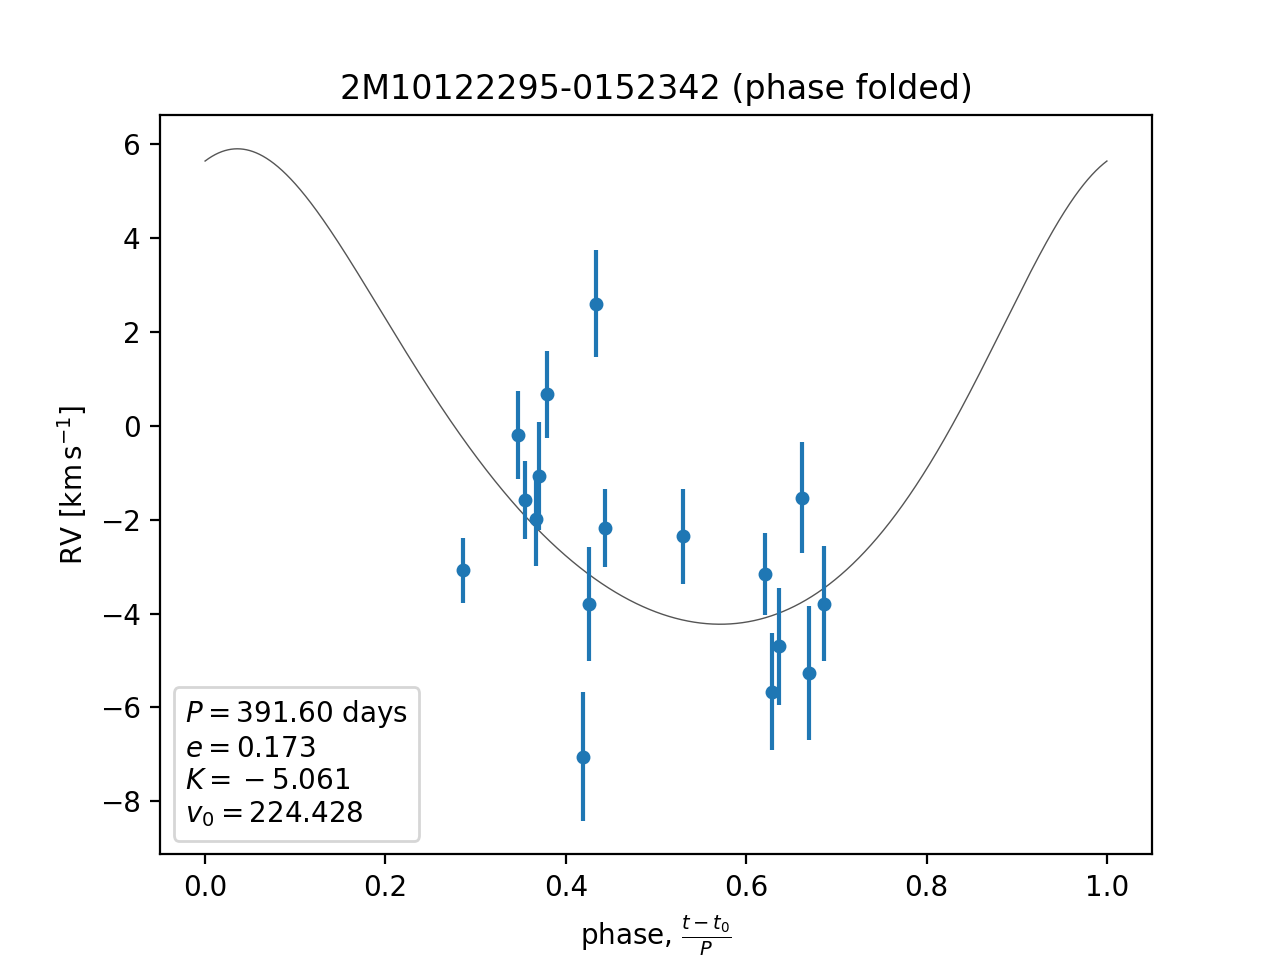 2M10122295-0152342 (phase folded)
6
4
2
0
−2
−4
−6
−8
RV [km s⁻¹]
P = 391.60 days
e = 0.173
K = −5.061
v₀ = 224.428
0.0 0.2 0.4 0.6 0.8 1.0
phase, (t − t₀)/P